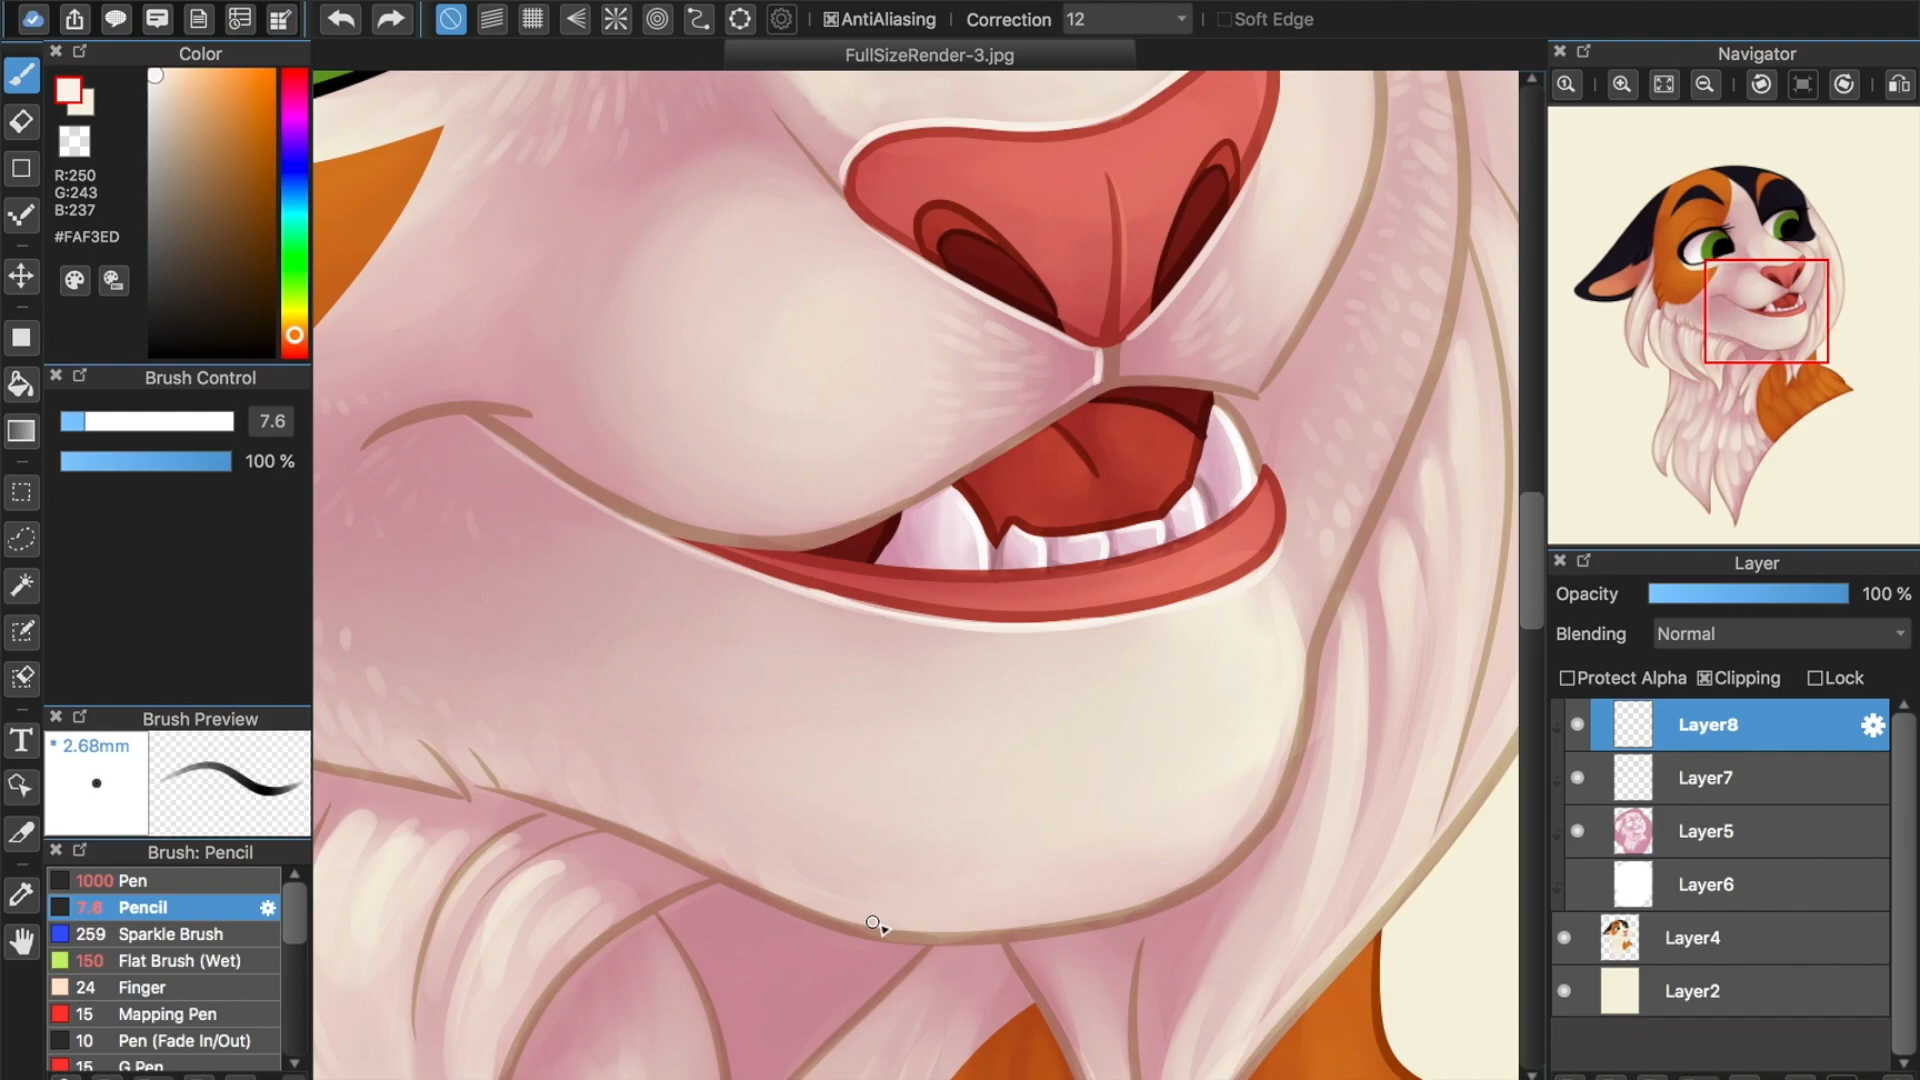 AntiAliasing
Correction
12
Soft Edge
FullSizeRender-3.jpg
Color
R:250
G:243
B:237
#FAF3ED
Brush Control
7.6
100 %
Brush Preview
* 2.68mm
Brush: Pencil
1000 Pen
7.6 Pencil
259 Sparkle Brush
150 Flat Brush (Wet)
24 Finger
15 Mapping Pen
10 Pen (Fade In/Out)
15 G Pen
T
Navigator
1
Layer
Opacity 100 %
Blending Normal
Protect Alpha Clipping Lock
Layer8
Layer7
Layer5
Layer6
Layer4
Layer2